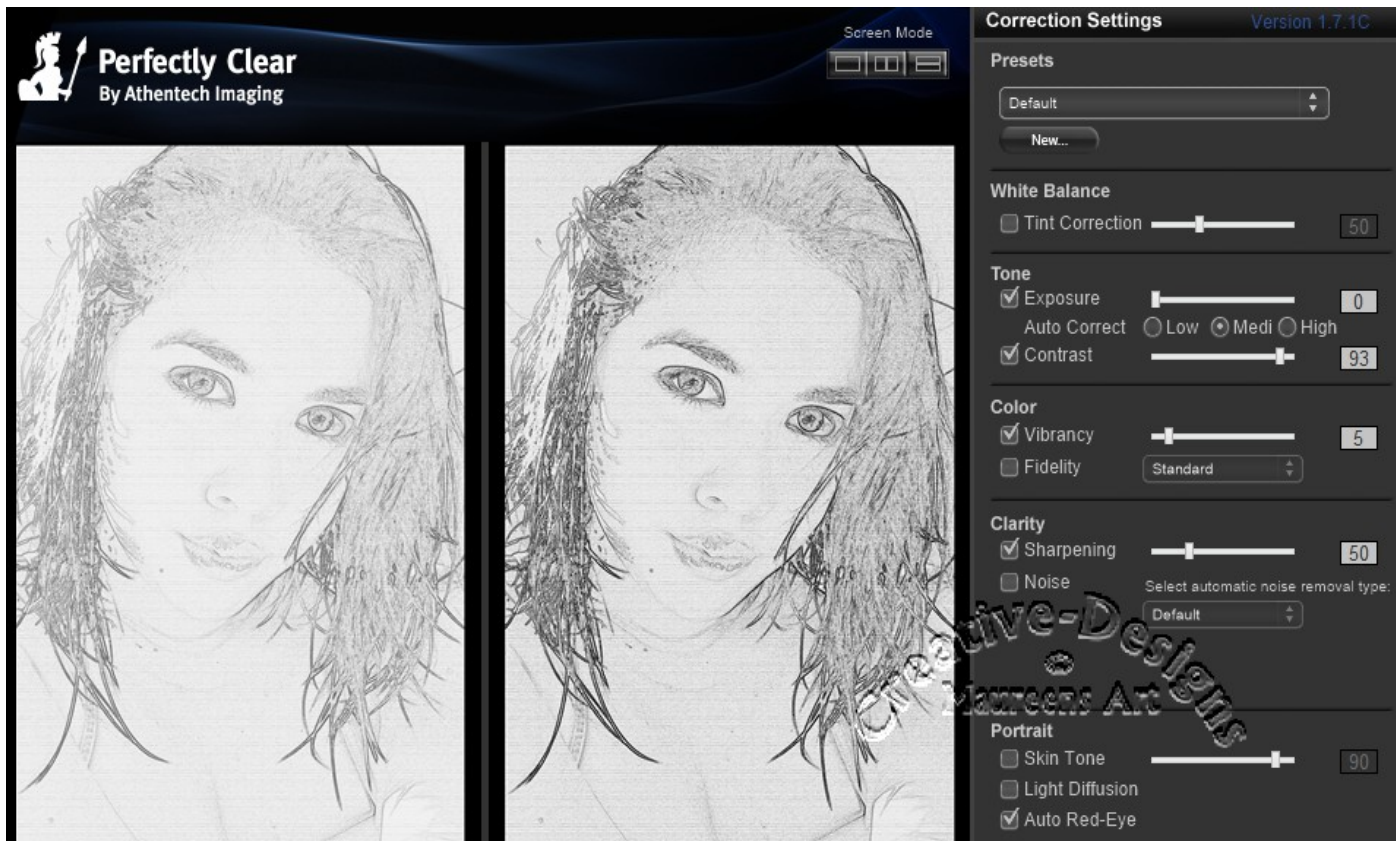 Perfectly Clear
By Athentech Imaging
Screen Mode
Correction Settings Version 1.7.1C
Presets
Default
New...
White Balance
Tint Correction 50
Tone
Exposure 0
Auto Correct Low Medi High
Contrast 93
Color
Vibrancy 5
Fidelity Standard
Clarity
Sharpening 50
Noise Select automatic noise removal type:
Default
Creative-Designs
Maureens Art
Portrait
Skin Tone 90
Light Diffusion
Auto Red-Eye